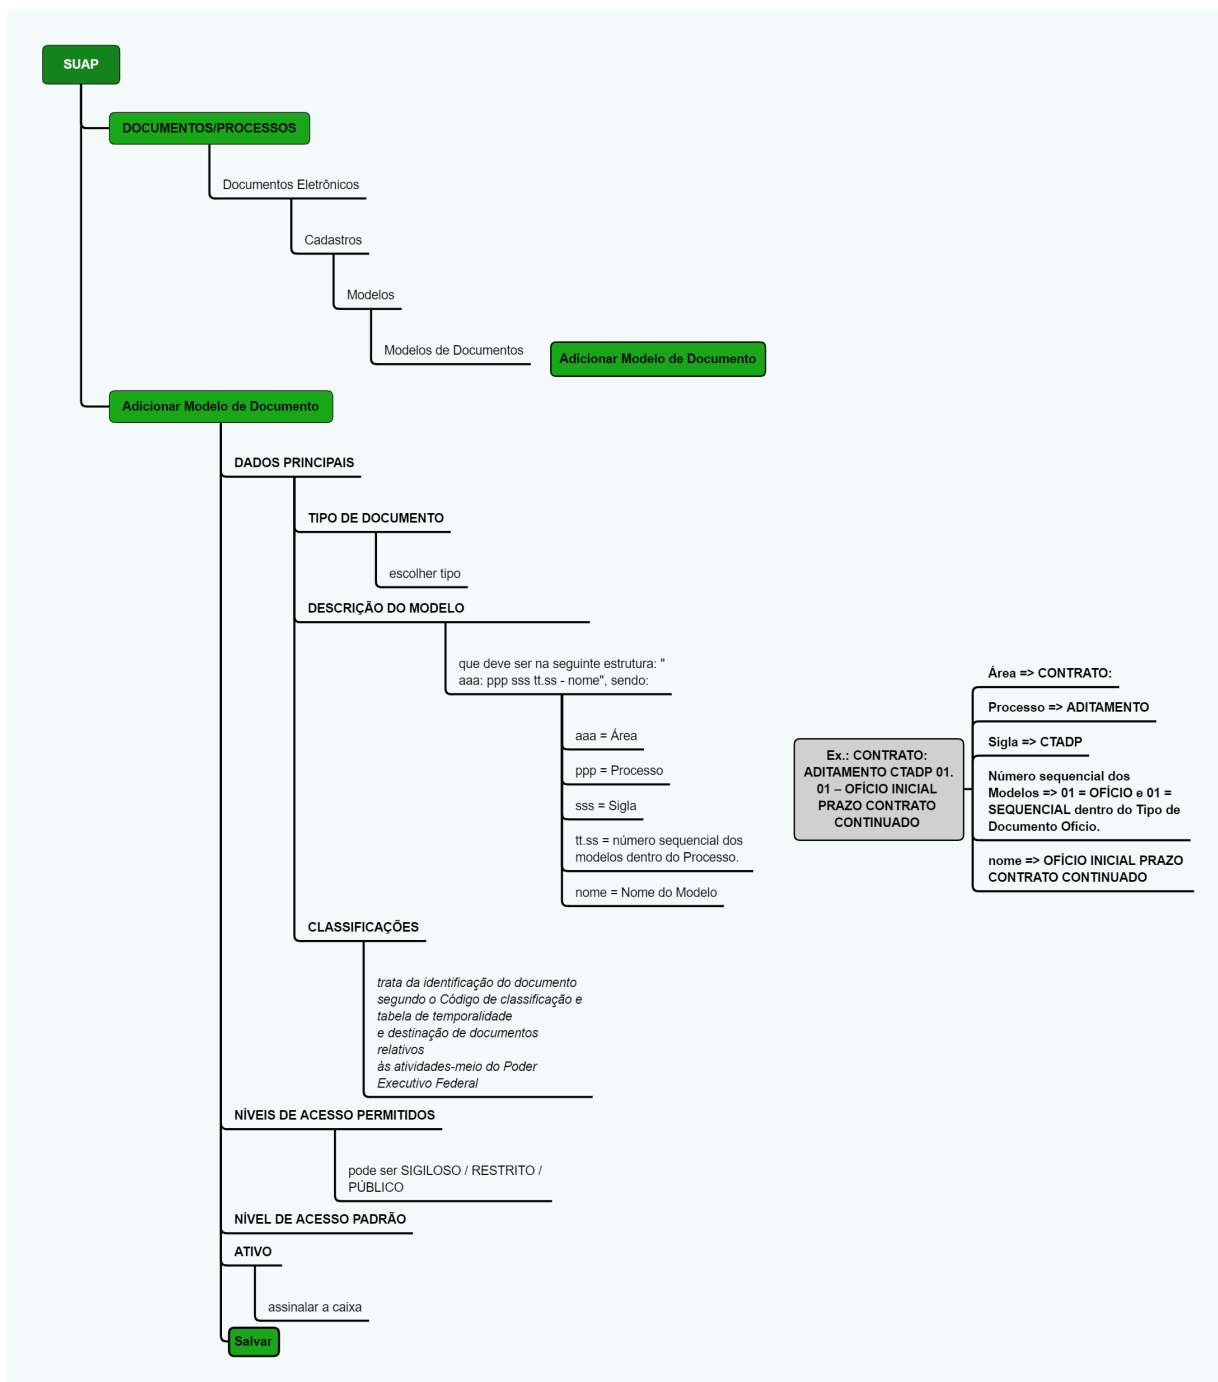 SUAP
DOCUMENTOS/PROCESSOS
Documentos Eletrônicos
Cadastros
Modelos
Modelos de Documentos
Adicionar Modelo de Documento
Adicionar Modelo de Documento
DADOS PRINCIPAIS
TIPO DE DOCUMENTO
escolher tipo
DESCRIÇÃO DO MODELO
que deve ser na seguinte estrutura: "
aaa: ppp sss tt.ss - nome", sendo:
aaa = Área
ppp = Processo
sss = Sigla
tt.ss = número sequencial dos
modelos dentro do Processo.
nome = Nome do Modelo
Ex.: CONTRATO:
ADITAMENTO CTADP 01.
01 – OFÍCIO INICIAL
PRAZO CONTRATO
CONTINUADO
Área => CONTRATO:
Processo => ADITAMENTO
Sigla => CTADP
Número sequencial dos
Modelos => 01 = OFÍCIO e 01 =
SEQUENCIAL dentro do Tipo de
Documento Ofício.
nome => OFÍCIO INICIAL PRAZO
CONTRATO CONTINUADO
CLASSIFICAÇÕES
trata da identificação do documento
segundo o Código de classificação e
tabela de temporalidade
e destinação de documentos
relativos
às atividades-meio do Poder
Executivo Federal
NÍVEIS DE ACESSO PERMITIDOS
pode ser SIGILOSO / RESTRITO /
PÚBLICO
NÍVEL DE ACESSO PADRÃO
ATIVO
assinalar a caixa
Salvar